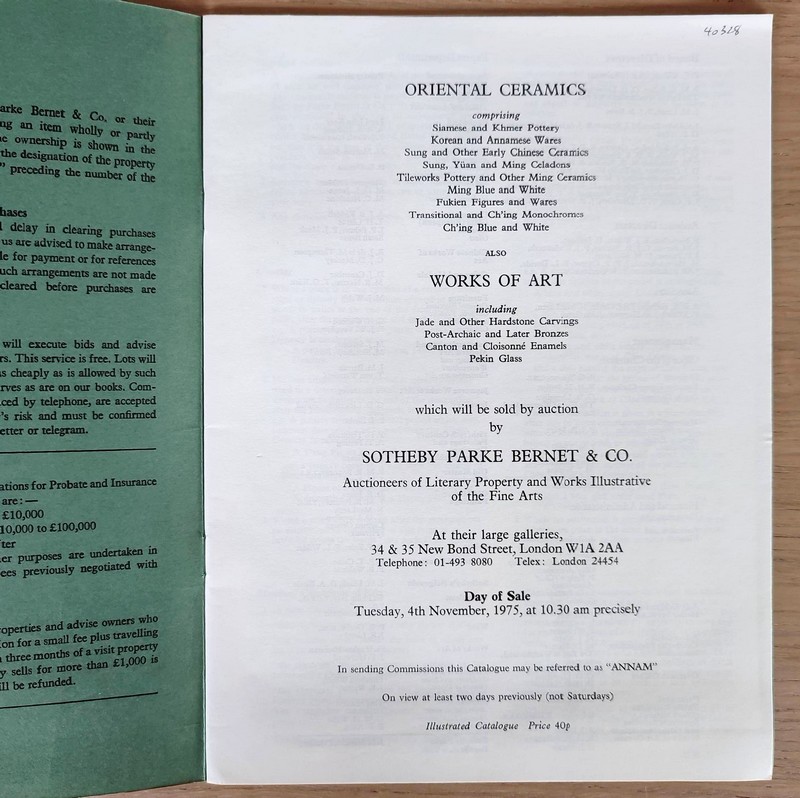 arke Bernet & Co. or their
ng an item wholly or partly
e ownership is shown in the
the designation of the property
" preceding the number of the
hases
l delay in clearing purchases
us are advised to make arrange-
le for payment or for references
uch arrangements are not made
cleared before purchases are
will execute bids and advise
rs. This service is free. Lots will
s cheaply as is allowed by such
rves as are on our books. Com-
ced by telephone, are accepted
's risk and must be confirmed
etter or telegram.
ations for Probate and Insurance
are:—
£10,000
10,000 to £100,000
ter
er purposes are undertaken in
ees previously negotiated with
operties and advise owners who
ion for a small fee plus travelling
three months of a visit property
y sells for more than £1,000 is
ill be refunded.
40328
ORIENTAL CERAMICS
comprising
Siamese and Khmer Pottery
Korean and Annamese Wares
Sung and Other Early Chinese Ceramics
Sung, Yüan and Ming Celadons
Tileworks Pottery and Other Ming Ceramics
Ming Blue and White
Fukien Figures and Wares
Transitional and Ch'ing Monochromes
Ch'ing Blue and White
ALSO
WORKS OF ART
including
Jade and Other Hardstone Carvings
Post-Archaic and Later Bronzes
Canton and Cloisonné Enamels
Pekin Glass
which will be sold by auction
by
SOTHEBY PARKE BERNET & CO.
Auctioneers of Literary Property and Works Illustrative
of the Fine Arts
At their large galleries,
34 & 35 New Bond Street, London W1A 2AA
Telephone: 01-493 8080 Telex: London 24454
Day of Sale
Tuesday, 4th November, 1975, at 10.30 am precisely
In sending Commissions this Catalogue may be referred to as "ANNAM"
On view at least two days previously (not Saturdays)
Illustrated Catalogue Price 40p